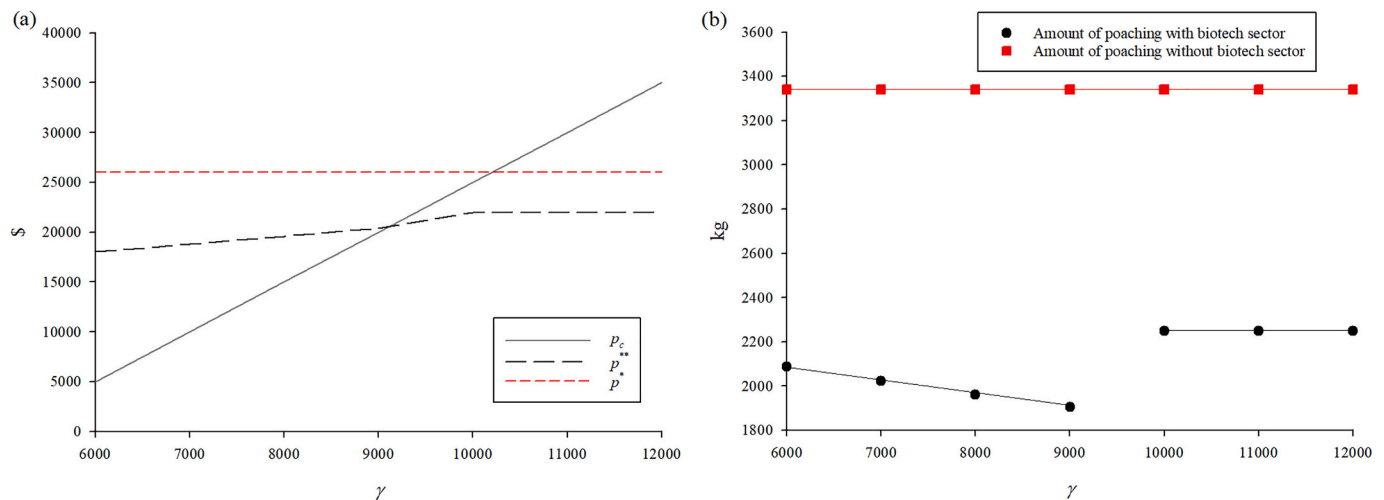 (a)
40000
35000
30000
25000
20000
15000
10000
5000
0
$
6000 7000 8000 9000 10000 11000 12000
γ
p_c
p**
p*
(b)
3600
3400
3200
3000
2800
2600
2400
2200
2000
1800
kg
6000 7000 8000 9000 10000 11000 12000
γ
Amount of poaching with biotech sector
Amount of poaching without biotech sector